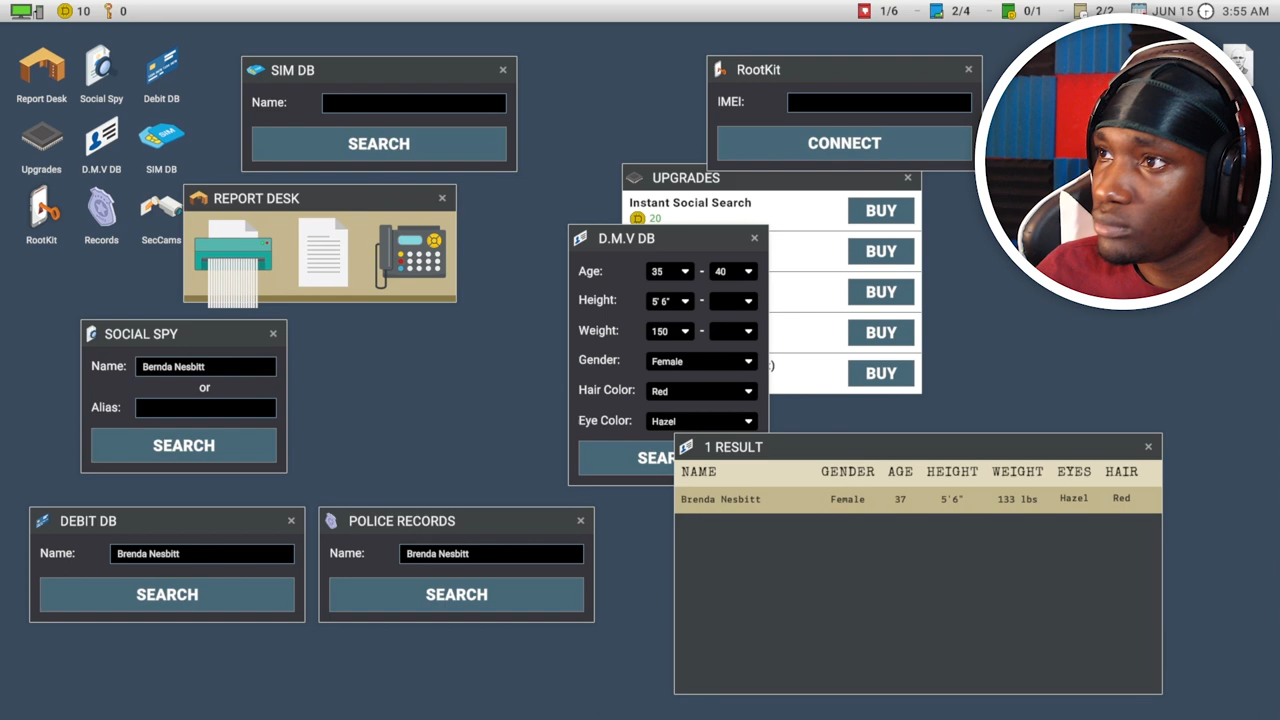 10
0
1/6
2/4
0/1
2/2
JUN 15
3:55 AM
Report Desk
Social Spy
Debit DB
Upgrades
D.M.V DB
SIM DB
RootKit
Records
SecCams
SIM DB
Name:
SEARCH
RootKit
IMEI:
CONNECT
REPORT DESK
UPGRADES
Instant Social Search
20
BUY
BUY
BUY
BUY
BUY
D.M.V DB
Age: 35 - 40
Height: 5' 6" -
Weight: 150 -
Gender: Female
Hair Color: Red
Eye Color: Hazel
SOCIAL SPY
Name: Bernda Nesbitt
or
Alias:
SEARCH
1 RESULT
NAME GENDER AGE HEIGHT WEIGHT EYES HAIR
Brenda Nesbitt Female 37 5'6" 133 lbs Hazel Red
DEBIT DB
Name: Brenda Nesbitt
SEARCH
POLICE RECORDS
Name: Brenda Nesbitt
SEARCH